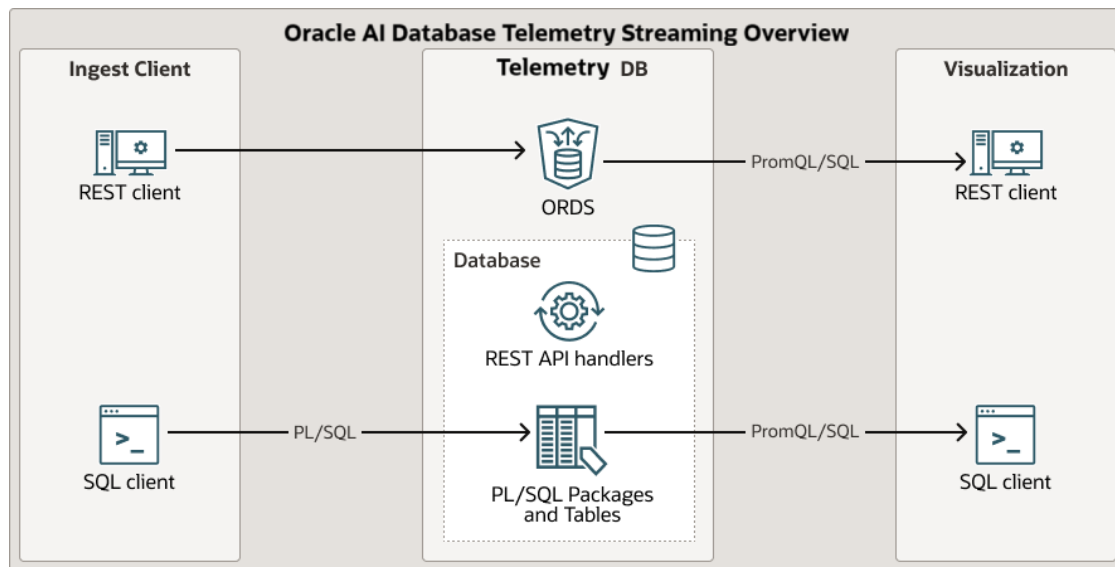 Oracle AI Database Telemetry Streaming Overview
Ingest Client
Telemetry DB
Visualization
REST client
ORDS
PromQL/SQL
REST client
Database
REST API handlers
SQL client
PL/SQL
PL/SQL Packages
and Tables
PromQL/SQL
SQL client